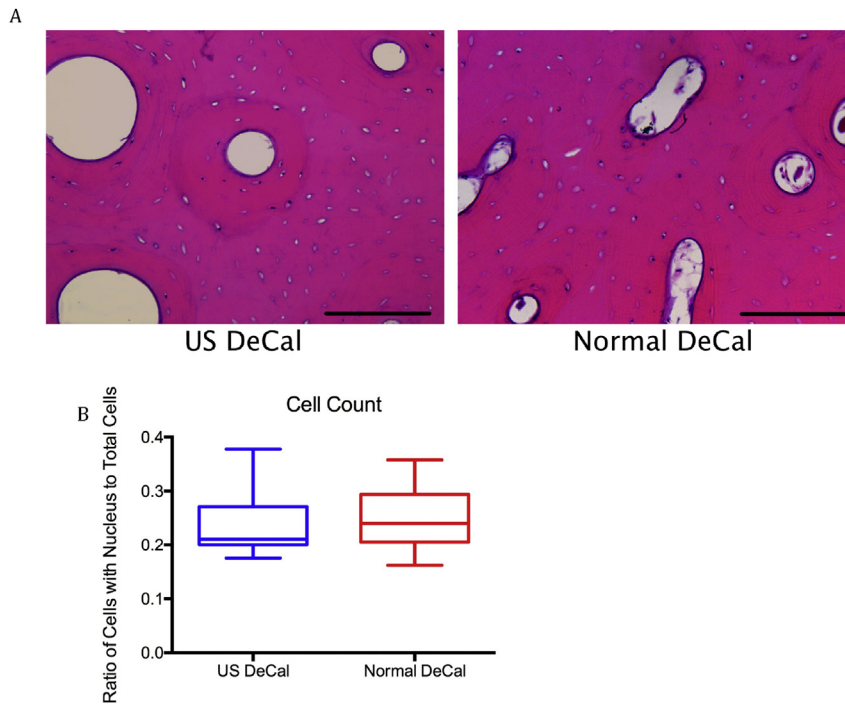 A
US DeCal
Normal DeCal
B
Cell Count
Ratio of Cells with Nucleus to Total Cells
0.4
0.3
0.2
0.1
0.0
US DeCal
Normal DeCal